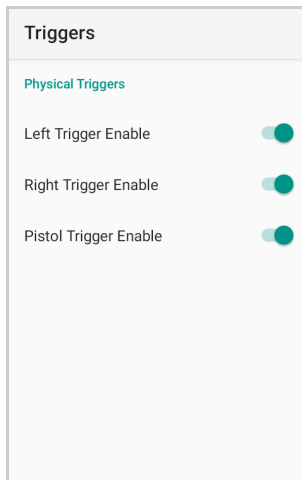 Triggers
Physical Triggers
Left Trigger Enable
Right Trigger Enable
Pistol Trigger Enable